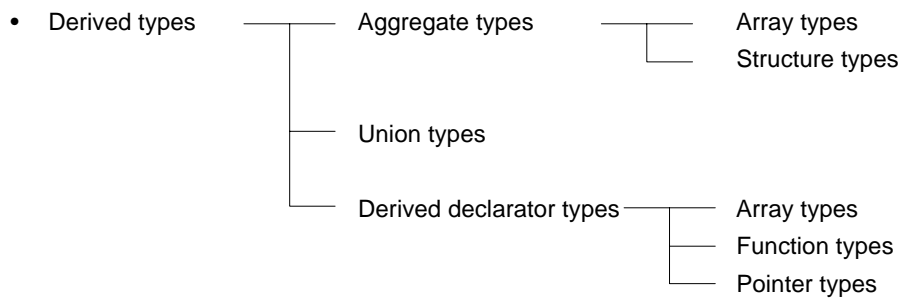 • Derived types Aggregate types Array types
Structure types
Union types
Derived declarator types Array types
Function types
Pointer types